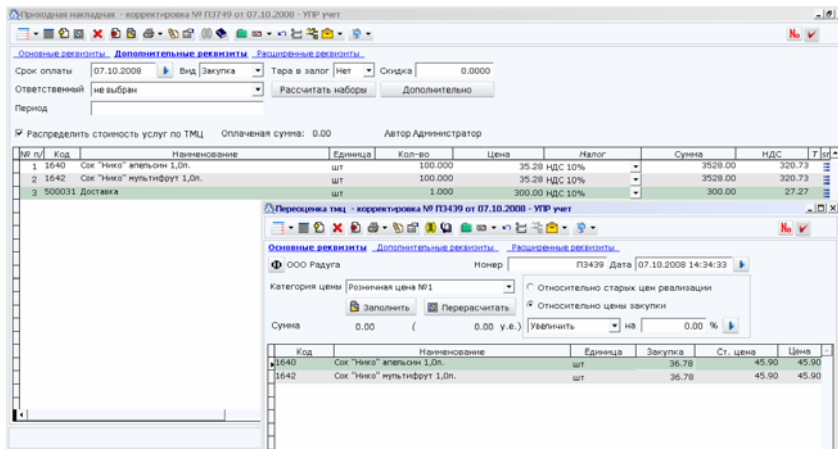 Приходная накладная - корректировка № П3749 от 07.10.2008 - УПР учет
No
Основные реквизиты Дополнительные реквизиты Расширенные реквизиты
Срок оплаты 07.10.2008 Вид Закупка Тара в залог Нет Скидка 0.0000
Ответственный не выбран Рассчитать наборы Дополнительно
Период
Распределить стоимость услуг по ТМЦ Оплаченая сумма: 0.00 Автор Администратор
№ п/ Код Наименование Единица Кол-во Цена Налог Сумма НДС Т
1 1640 Сок "Нико" апельсин 1,0л. шт 100.000 35.28 НДС 10% 3528.00 320.73
2 1642 Сок "Нико" мультифрут 1,0л. шт 100.000 35.28 НДС 10% 3528.00 320.73
3 500031 Доставка шт 1.000 300.00 НДС 10% 300.00 27.27
Переоценка тмц - корректировка № П3439 от 07.10.2008 - УПР учет
No
Основные реквизиты Дополнительные реквизиты Расширенные реквизиты
Ф ООО Радуга Номер П3439 Дата 07.10.2008 14:34:33
Категория цены Розничная цена №1 Относительно старых цен реализации
Заполнить Перерасчитать Относительно цены закупки
Сумма 0.00 ( 0.00 у.е.) Увеличить на 0.00 %
Код Наименование Единица Закупка Ст. цена Цена
1640 Сок "Нико" апельсин 1,0л. шт 36.78 45.90 45.90
1642 Сок "Нико" мультифрут 1,0л. шт 36.78 45.90 45.90